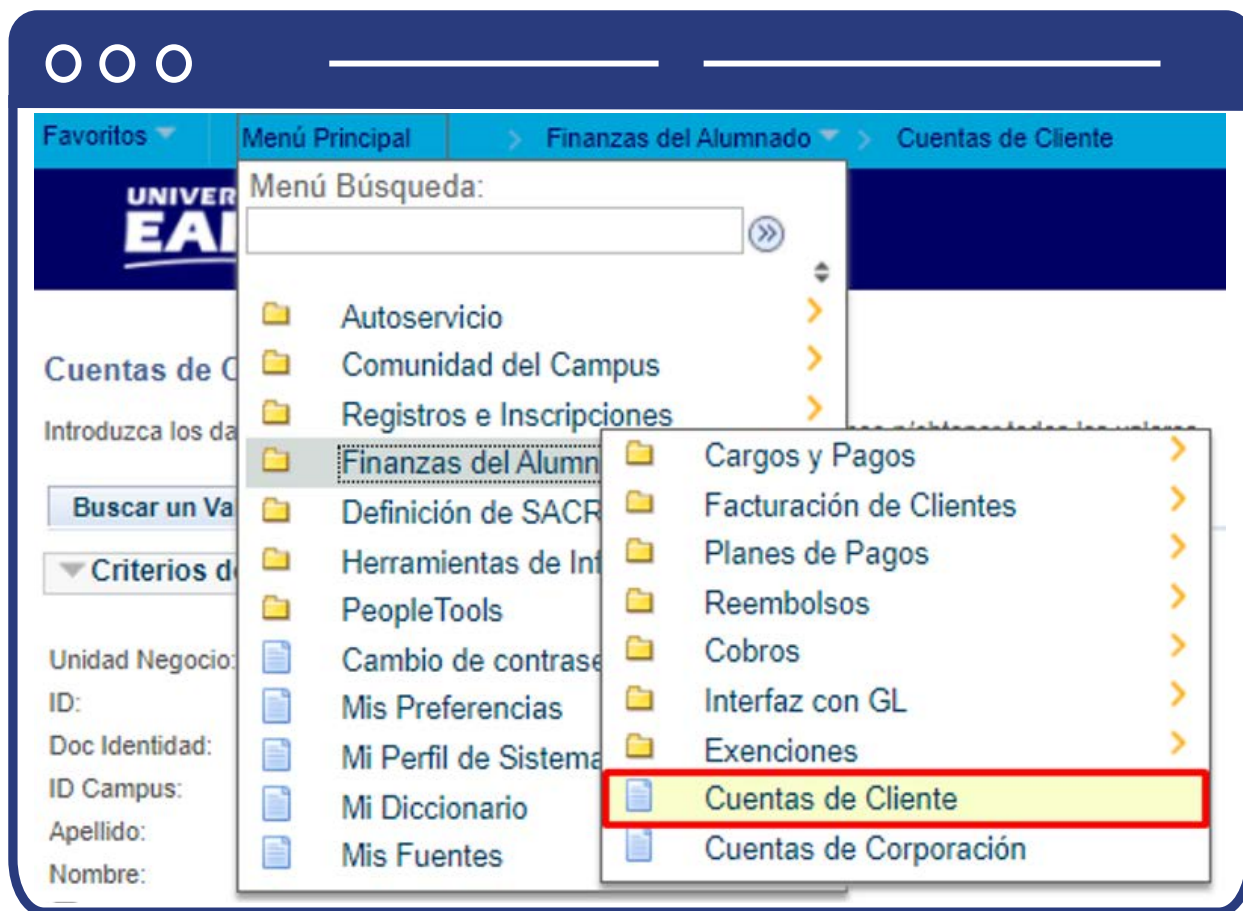 Favoritos Menú Principal > Finanzas del Alumnado > Cuentas de Cliente
UNIVER
EA
Menú Búsqueda:
Autoservicio
Comunidad del Campus
Registros e Inscripciones
Finanzas del Alumn
Definición de SACR
Herramientas de Inf
PeopleTools
Cambio de contrase
Mis Preferencias
Mi Perfil de Sistema
Mi Diccionario
Mis Fuentes
Cargos y Pagos
Facturación de Clientes
Planes de Pagos
Reembolsos
Cobros
Interfaz con GL
Exenciones
Cuentas de Cliente
Cuentas de Corporación
Cuentas de C
Introduzca los da
Buscar un Va
Criterios d
Unidad Negocio:
ID:
Doc Identidad:
ID Campus:
Apellido:
Nombre: